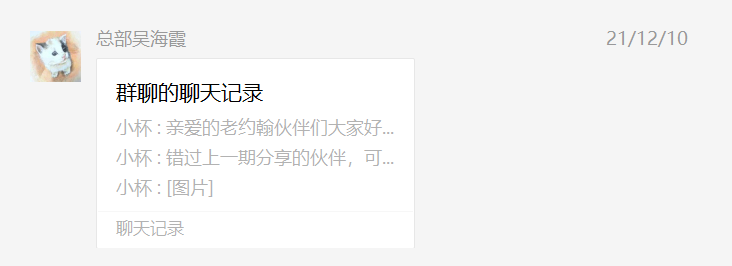 总部吴海霞
21/12/10
群聊的聊天记录
小杯 : 亲爱的老约翰伙伴们大家好...
小杯 : 错过上一期分享的伙伴，可...
小杯 : [图片]
聊天记录